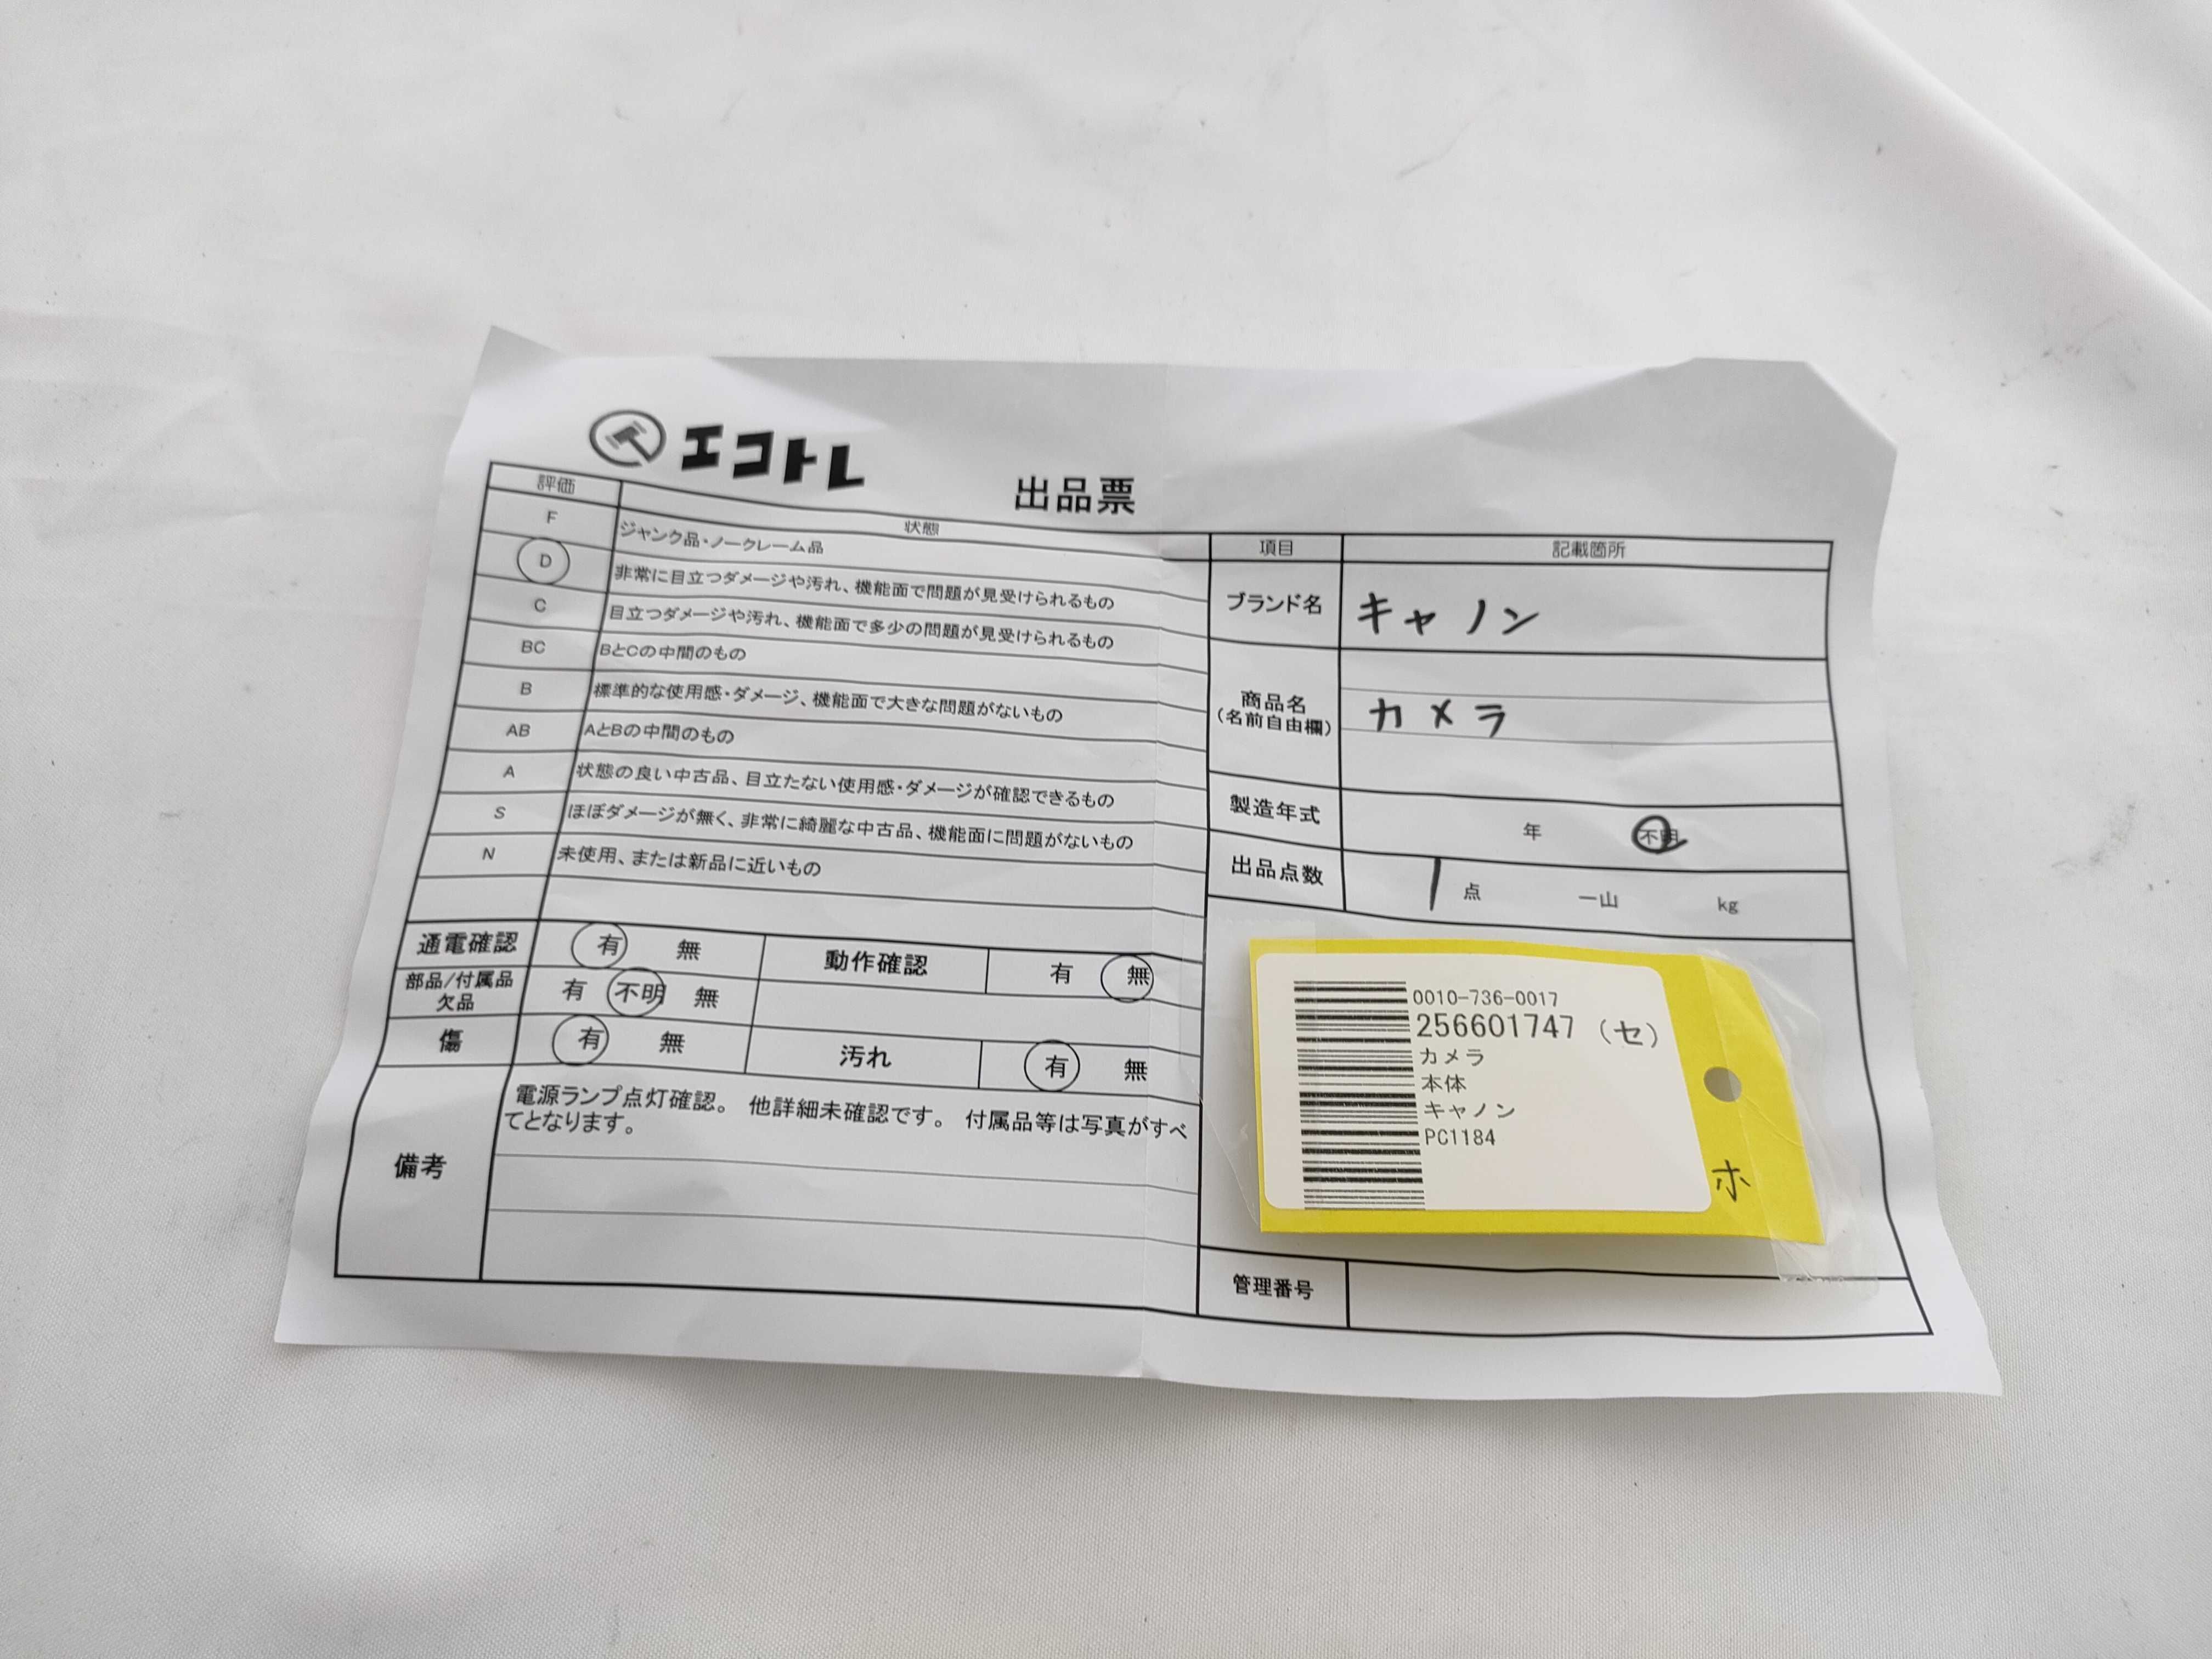 エコトレ
出品票
評価 状態
F ジャンク品・ノークレーム品
D 非常に目立つダメージや汚れ、機能面で問題が見受けられるもの
C 目立つダメージや汚れ、機能面で多少の問題が見受けられるもの
BC BとCの中間のもの
B 標準的な使用感・ダメージ、機能面で大きな問題がないもの
AB AとBの中間のもの
A 状態の良い中古品、目立たない使用感・ダメージが確認できるもの
S ほぼダメージが無く、非常に綺麗な中古品、機能面に問題がないもの
N 未使用、または新品に近いもの
通電確認 有 無 動作確認 有 無
部品/付属品
欠品 有 不明 無
傷 有 無 汚れ 有 無
備考
電源ランプ点灯確認。 他詳細未確認です。 付属品等は写真がすべ
てとなります。
項目 記載箇所
ブランド名 キャノン
商品名
(名前自由欄)
カメラ
製造年式 年 不明
出品点数 1 点 一山 kg
0010-736-0017
256601747 (セ)
カメラ
本体
キャノン
PC1184
ホ
管理番号